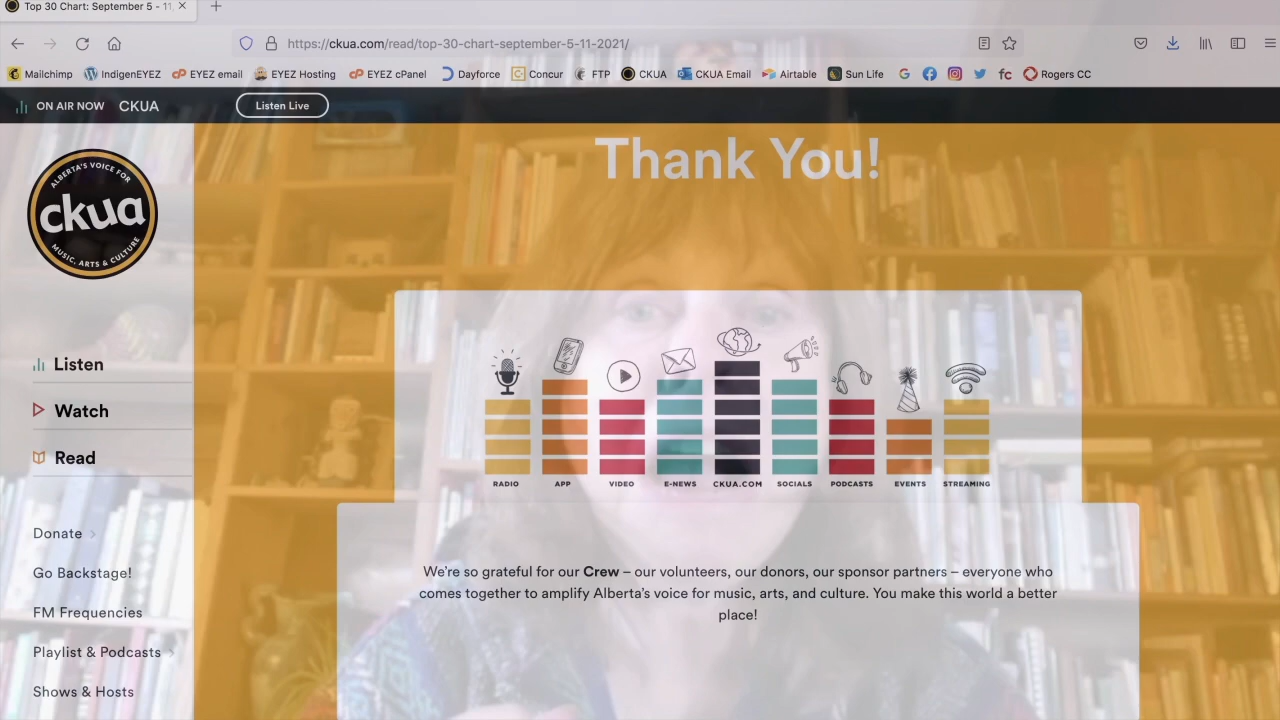 Top 30 Chart: September 5 - 11
https://ckua.com/read/top-30-chart-september-5-11-2021/
Mailchimp IndigenEYEZ EYEZ email EYEZ Hosting EYEZ cPanel Dayforce Concur FTP CKUA CKUA Email Airtable Sun Life fc Rogers CC
ON AIR NOW CKUA Listen Live
ALBERTA'S VOICE FOR
ckua
MUSIC, ARTS & CULTURE
Listen
Watch
Read
Donate
Go Backstage!
FM Frequencies
Playlist & Podcasts
Shows & Hosts
Thank You!
RADIO APP VIDEO E-NEWS CKUA.COM SOCIALS PODCASTS EVENTS STREAMING
We're so grateful for our Crew – our volunteers, our donors, our sponsor partners – everyone who
comes together to amplify Alberta's voice for music, arts, and culture. You make this world a better
place!